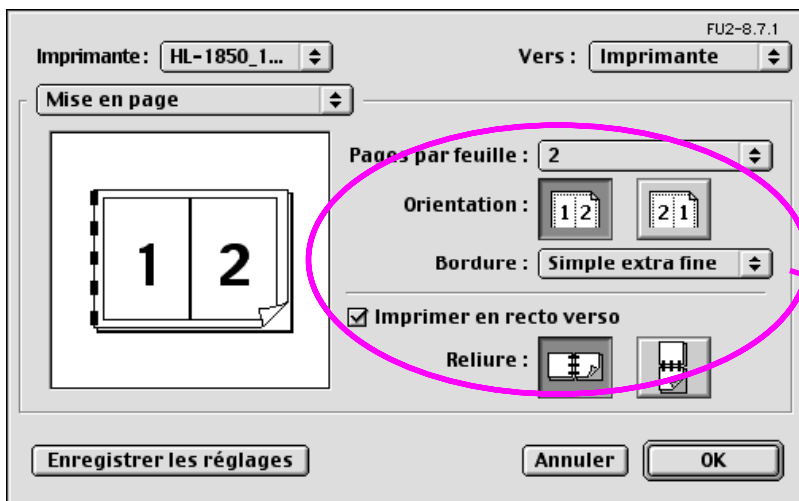 FU2-8.7.1
Imprimante : HL-1850_1... Vers : Imprimante
Mise en page
Pages par feuille : 2
Orientation : 1 2 2 1
1 2
Bordure : Simple extra fine
Imprimer en recto verso
Reliure :
Enregistrer les réglages Annuler OK